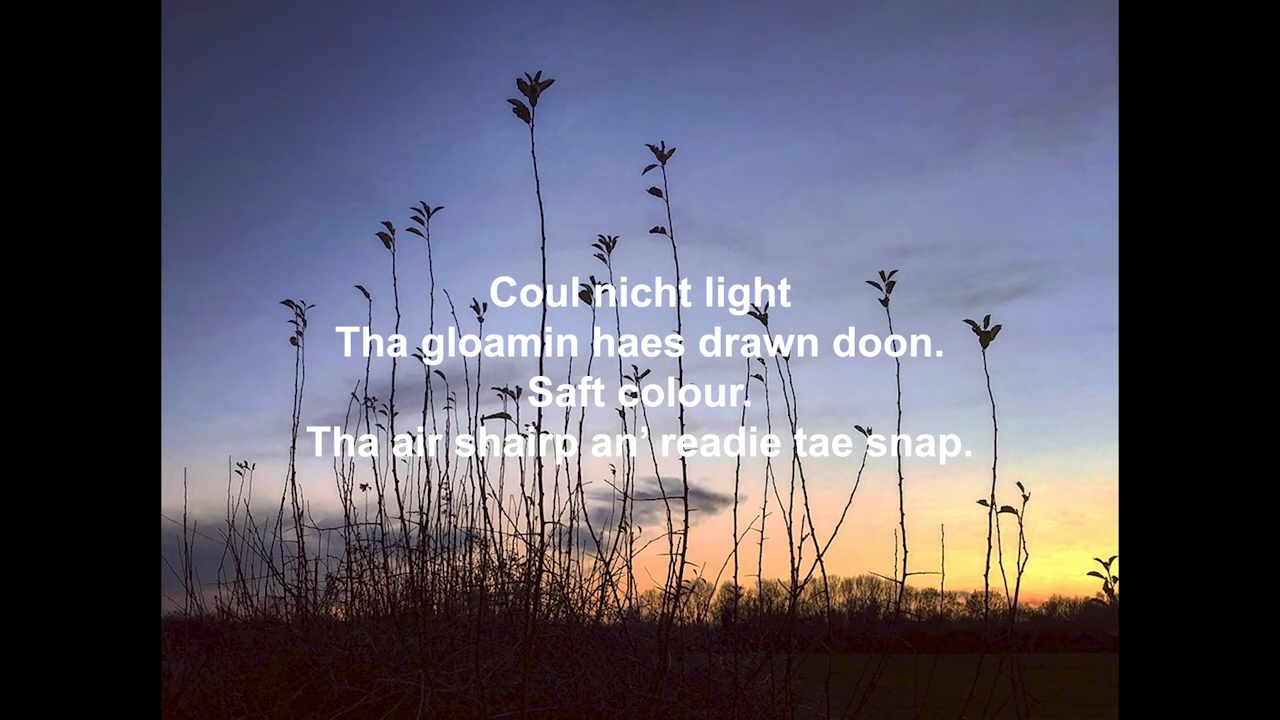 Coul nicht light
Tha gloamin haes drawn doon.
Saft colour.
Tha air shairp an’ readie tae snap.